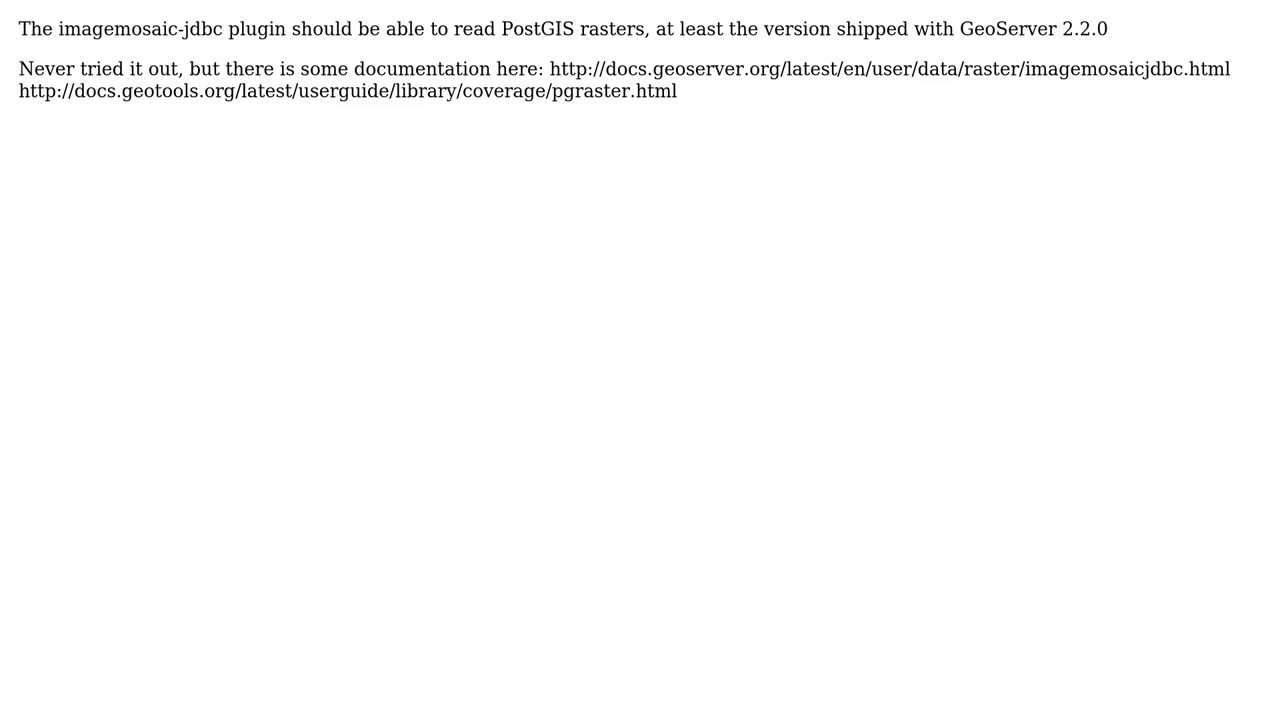 The imagemosaic-jdbc plugin should be able to read PostGIS rasters, at least the version shipped with GeoServer 2.2.0
Never tried it out, but there is some documentation here: http://docs.geoserver.org/latest/en/user/data/raster/imagemosaicjdbc.html
http://docs.geotools.org/latest/userguide/library/coverage/pgraster.html